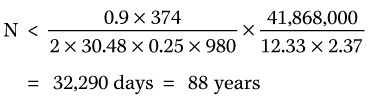 N < 0.9 × 374 / 2 × 30.48 × 0.25 × 980 × 41,868,000 / 12.33 × 2.37
= 32,290 days = 88 years